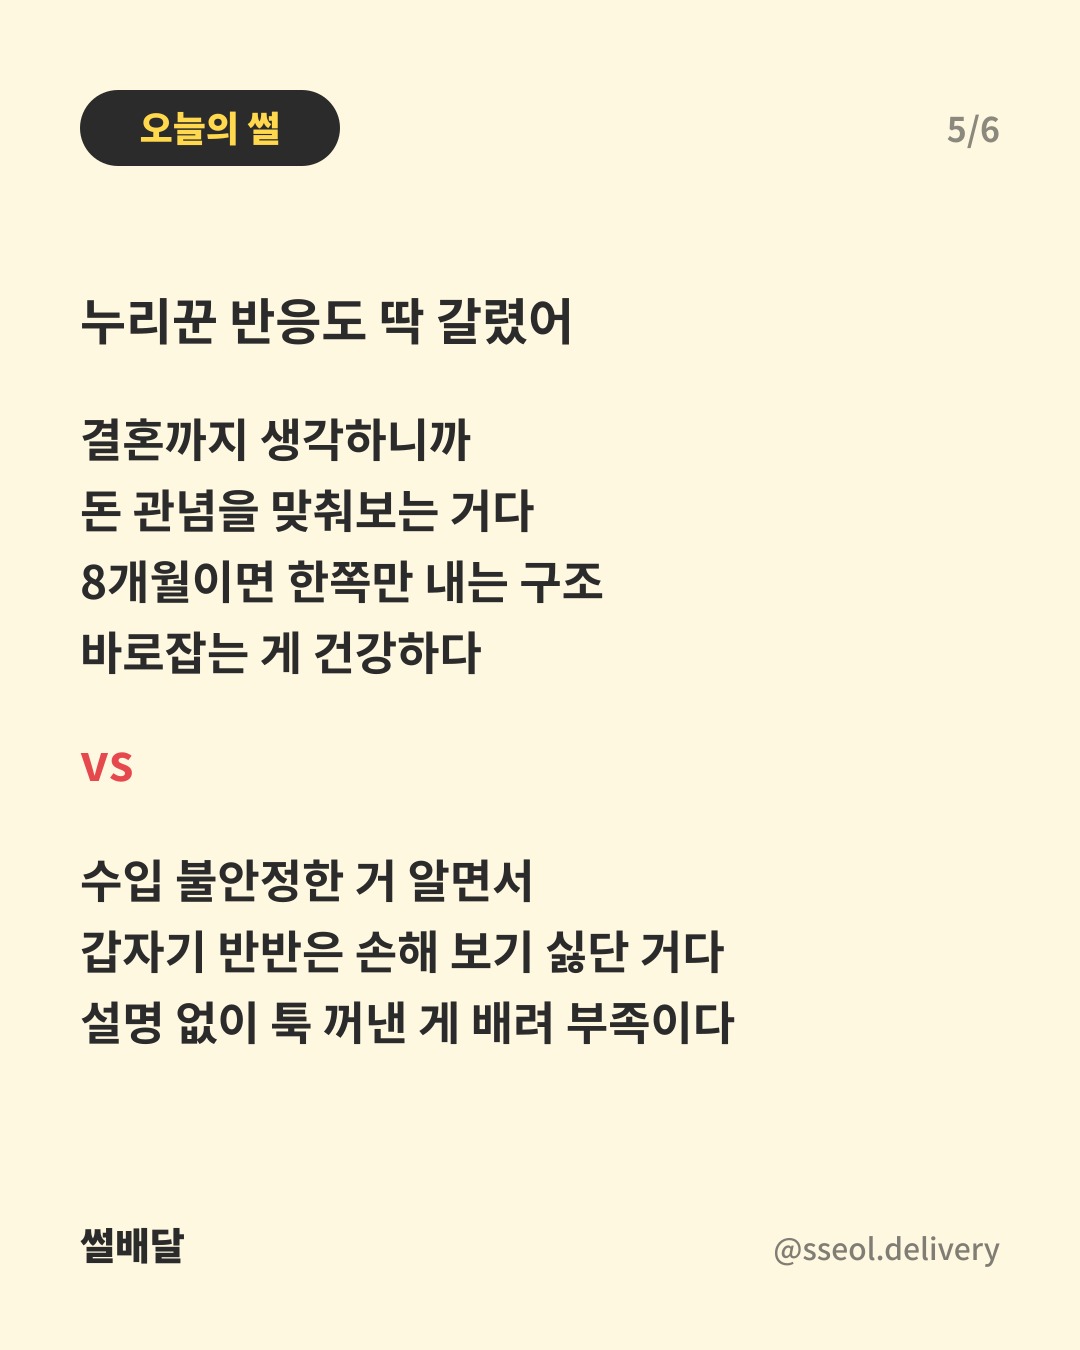 오늘의 썰
5/6
누리꾼 반응도 딱 갈렸어
결혼까지 생각하니까
돈 관념을 맞춰보는 거다
8개월이면 한쪽만 내는 구조
바로잡는 게 건강하다
vs
수입 불안정한 거 알면서
갑자기 반반은 손해 보기 싫단 거다
설명 없이 툭 꺼낸 게 배려 부족이다
썰배달
@sseol.delivery